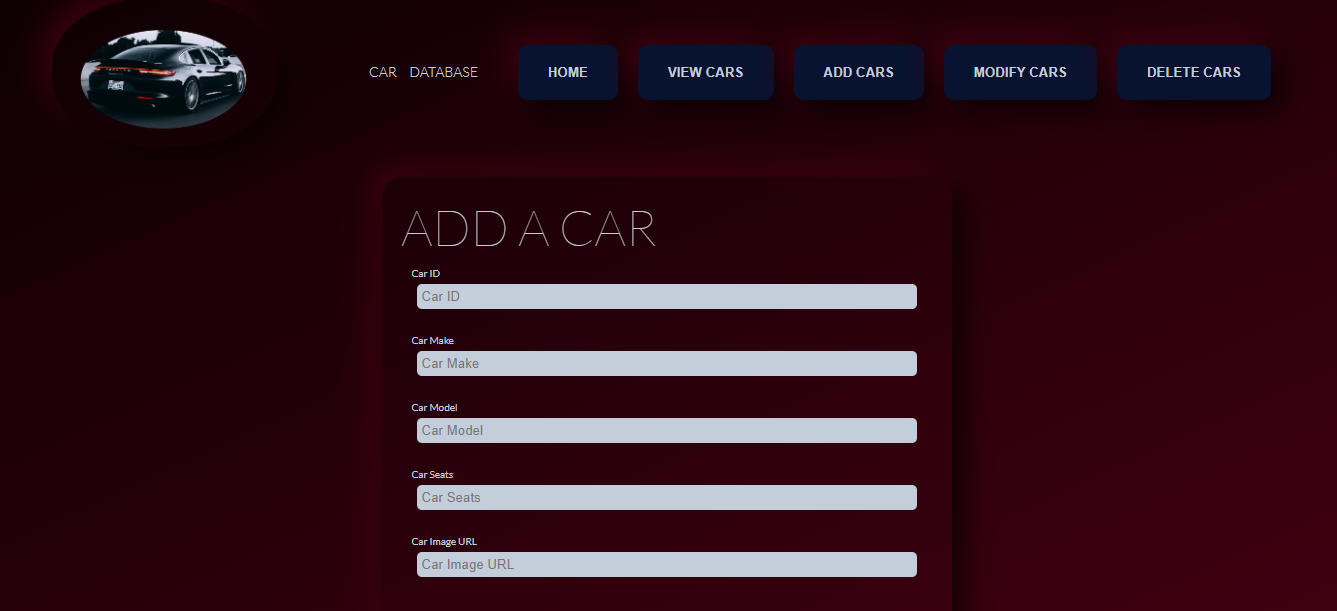 CAR DATABASE HOME VIEW CARS ADD CARS MODIFY CARS DELETE CARS
ADD A CAR
Car ID
Car ID
Car Make
Car Make
Car Model
Car Model
Car Seats
Car Seats
Car Image URL
Car Image URL